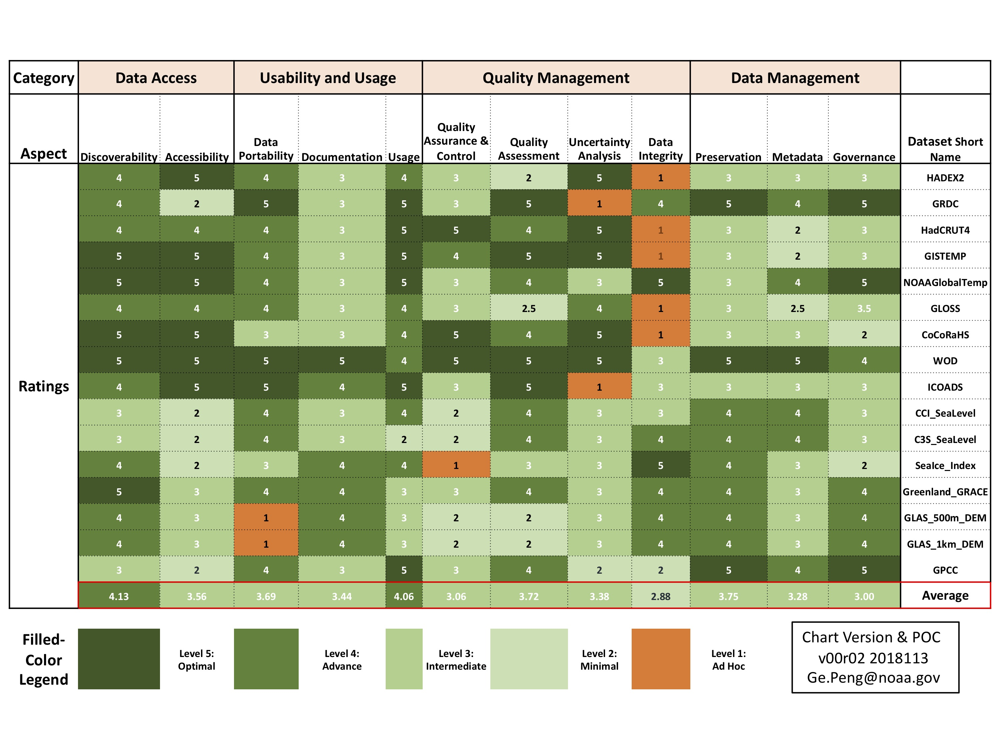 Category Data Access Usability and Usage Quality Management Data Management
Aspect Discoverability Accessibility Data Portability Documentation Usage Quality Assurance & Control Quality Assessment Uncertainty Analysis Data Integrity Preservation Metadata Governance Dataset Short Name
Ratings
4 5 4 3 4 3 2 5 1 3 3 3 HADEX2
4 2 5 3 5 3 5 1 4 5 4 5 GRDC
4 4 4 3 5 5 4 5 1 3 2 3 HadCRUT4
5 5 4 3 5 4 5 5 1 3 2 3 GISTEMP
5 5 4 3 5 3 4 3 5 3 4 5 NOAAGlobalTemp
4 4 4 3 4 3 2.5 4 1 3 2.5 3.5 GLOSS
5 5 3 3 4 5 4 5 1 3 3 2 CoCoRaHS
5 5 5 5 4 5 5 5 3 5 5 4 WOD
4 5 5 4 5 3 5 1 3 3 3 3 ICOADS
3 2 4 3 4 2 4 3 3 4 4 3 CCI_SeaLevel
3 2 4 3 2 2 4 3 4 4 4 3 C3S_SeaLevel
4 2 3 4 4 1 3 3 5 4 3 2 SeaIce_Index
5 3 4 4 3 3 4 3 4 4 3 4 Greenland_GRACE
4 3 1 4 3 2 2 3 4 4 3 4 GLAS_500m_DEM
4 3 1 4 3 2 2 3 4 4 3 4 GLAS_1km_DEM
3 2 4 3 5 3 4 2 2 5 4 5 GPCC
4.13 3.56 3.69 3.44 4.06 3.06 3.72 3.38 2.88 3.75 3.28 3.00 Average
Filled-
Color
Legend
Level 5:
Optimal
Level 4:
Advance
Level 3:
Intermediate
Level 2:
Minimal
Level 1:
Ad Hoc
Chart Version & POC
v00r02 2018113
Ge.Peng@noaa.gov